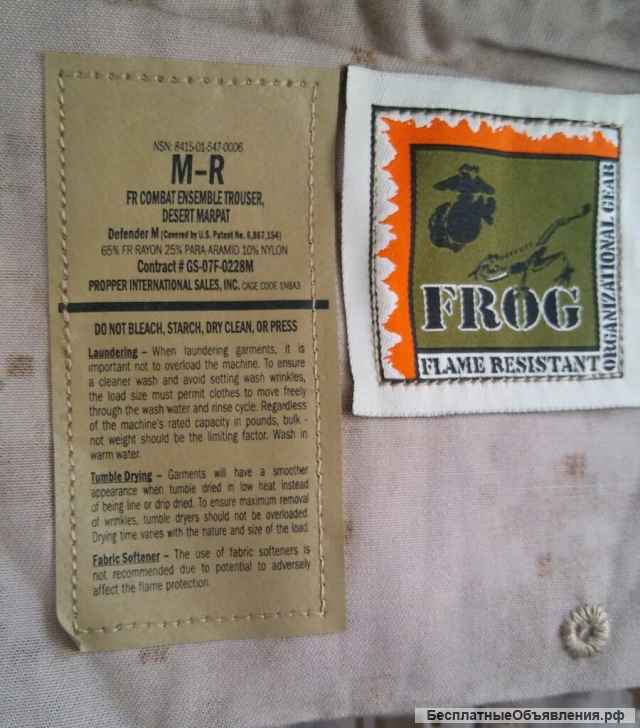 NSN: 8415-01-547-0006
M-R
FR COMBAT ENSEMBLE TROUSER,
DESERT MARPAT
Defender M (Covered by U.S. Patent No. 6,867,154)
65% FR RAYON 25% PARA-ARAMID 10% NYLON
Contract # GS-07F-0228M
PROPPER INTERNATIONAL SALES, INC. CAGE CODE 1N8A3
DO NOT BLEACH, STARCH, DRY CLEAN, OR PRESS
Laundering – When laundering garments, it is
important not to overload the machine. To ensure
a cleaner wash and avoid setting wash wrinkles,
the load size must permit clothes to move freely
through the wash water and rinse cycle. Regardless
of the machine's rated capacity in pounds, bulk -
not weight should be the limiting factor. Wash in
warm water.
Tumble Drying – Garments will have a smoother
appearance when tumble dried in low heat instead
of being line or drip dried. To ensure maximum removal
of wrinkles, tumble dryers should not be overloaded.
Drying time varies with the nature and size of the load.
Fabric Softener – The use of fabric softeners is
not recommended due to potential to adversely
affect the flame protection.
FROG
FLAME RESISTANT
ORGANIZATIONAL GEAR
БесплатныеОбъявления.рф